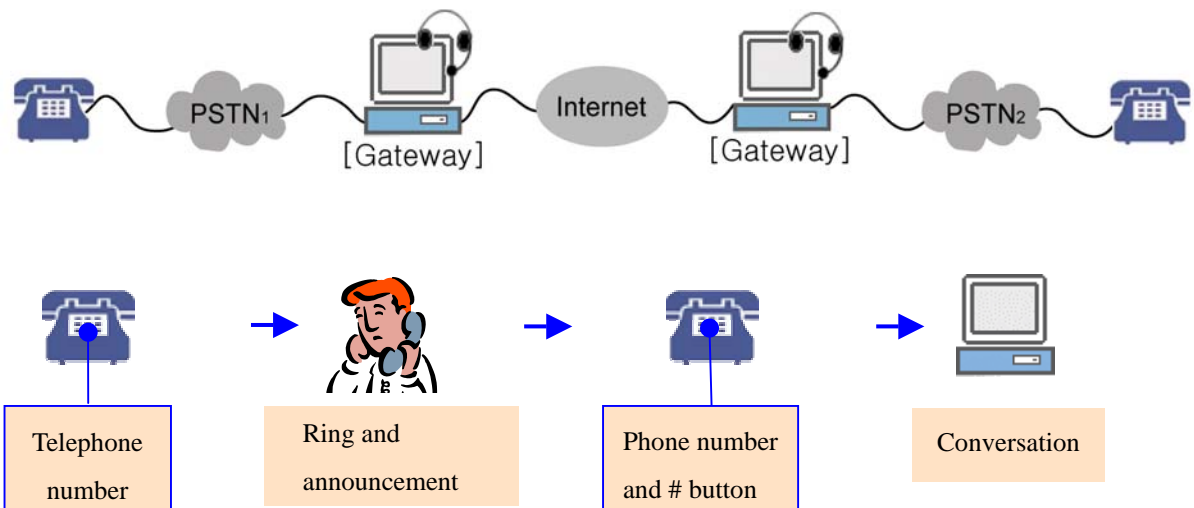 PSTN₁
Internet
PSTN₂
[Gateway]
[Gateway]
Telephone
number
Ring and
announcement
Phone number
and # button
Conversation